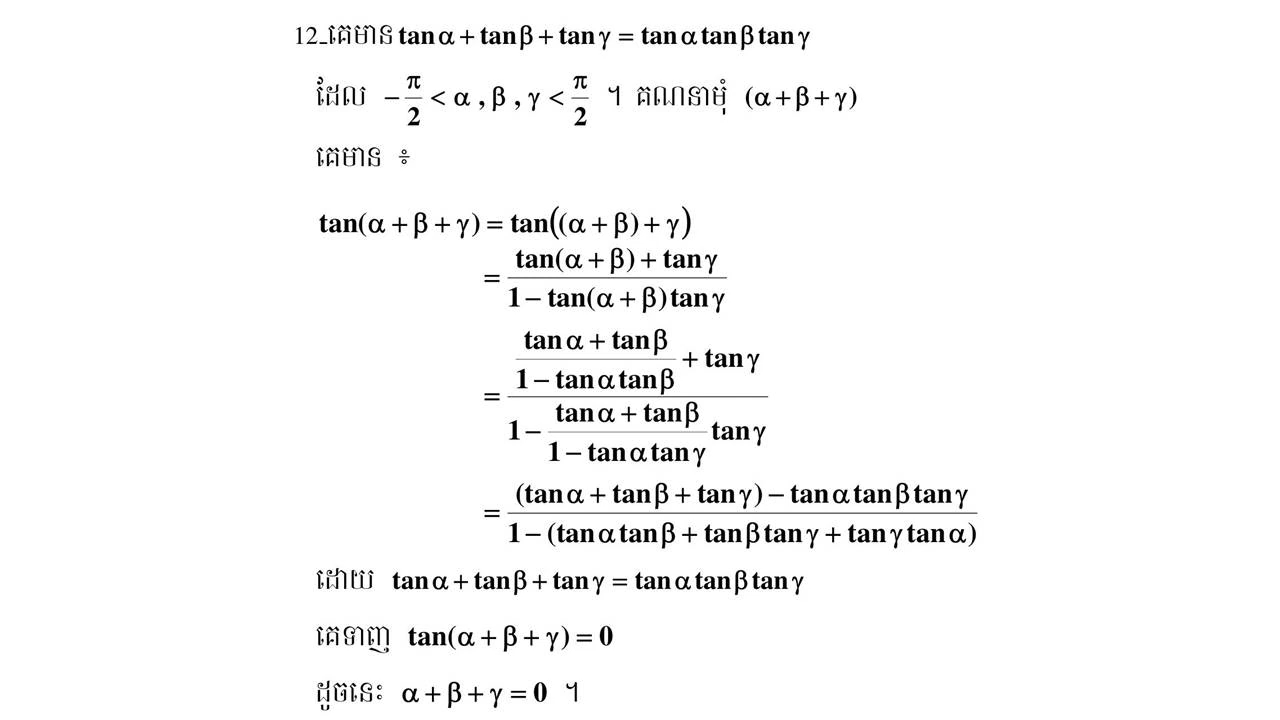 12_គេមាន tanα + tanβ + tanγ = tanα tanβ tanγ
ដែល −π/2 < α , β , γ < π/2 ។ គណនាមុំ (α + β + γ)
គេមាន ៖
tan(α + β + γ) = tan((α + β) + γ)
= (tan(α + β) + tanγ) / (1 − tan(α + β) tanγ)
= ((tanα + tanβ) / (1 − tanα tanβ) + tanγ) / (1 − (tanα + tanβ) / (1 − tanα tanγ) tanγ)
= ((tanα + tanβ + tanγ) − tanα tanβ tanγ) / (1 − (tanα tanβ + tanβ tanγ + tanγ tanα))
ដោយ tanα + tanβ + tanγ = tanα tanβ tanγ
គេទាញ tan(α + β + γ) = 0
ដូចនេះ α + β + γ = 0 ។